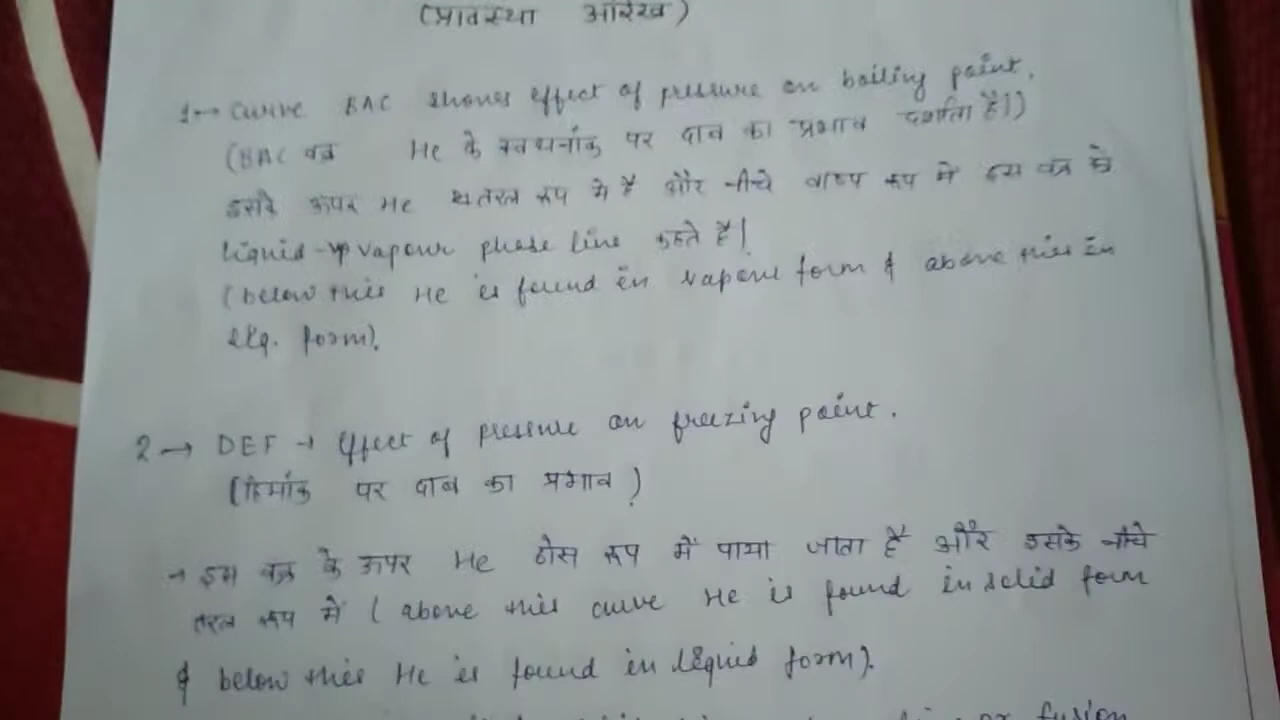 (प्रावस्था आरेख)
1→ curve BAC shows effect of pressure on boiling point.
(BAC वक्र He के क्वथनांक पर दाब का प्रभाव दर्शाता है।)
इसके ऊपर He तरल रूप में है और नीचे वाष्प रूप में इस वक्र को
liquid-vapour phase line कहते है।
(below this He is found in vapour form & above this in
liq. form).
2 → DEF → Effect of pressure on freezing point.
(हिमांक पर दाब का प्रभाव)
→ इस वक्र के ऊपर He ठोस रूप में पाया जाता है और इसके नीचे
तरल रूप में ( above this curve He is found in solid form
& below this He is found in liquid form).
or fusion